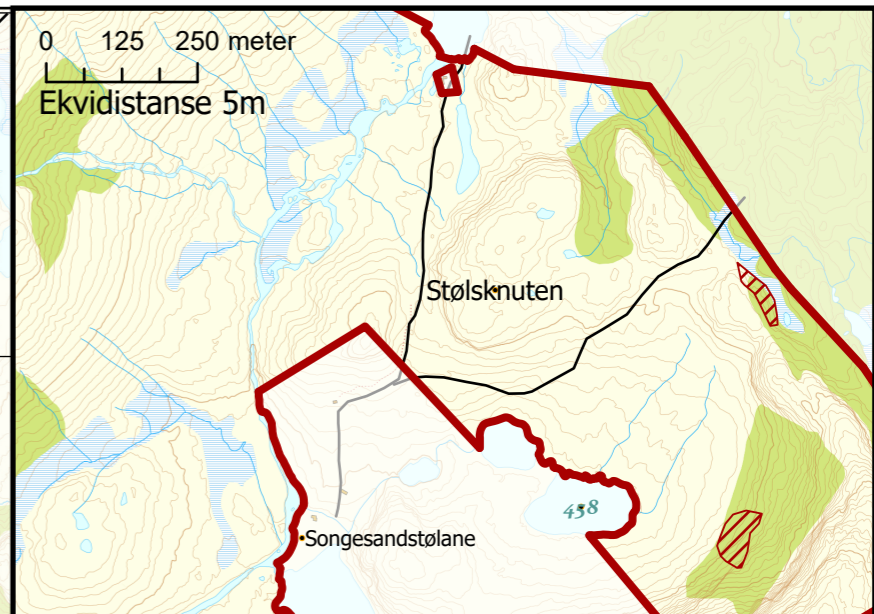 0 125 250 meter
Ekvidistanse 5m
Stølsknuten
458
Songesandstølane